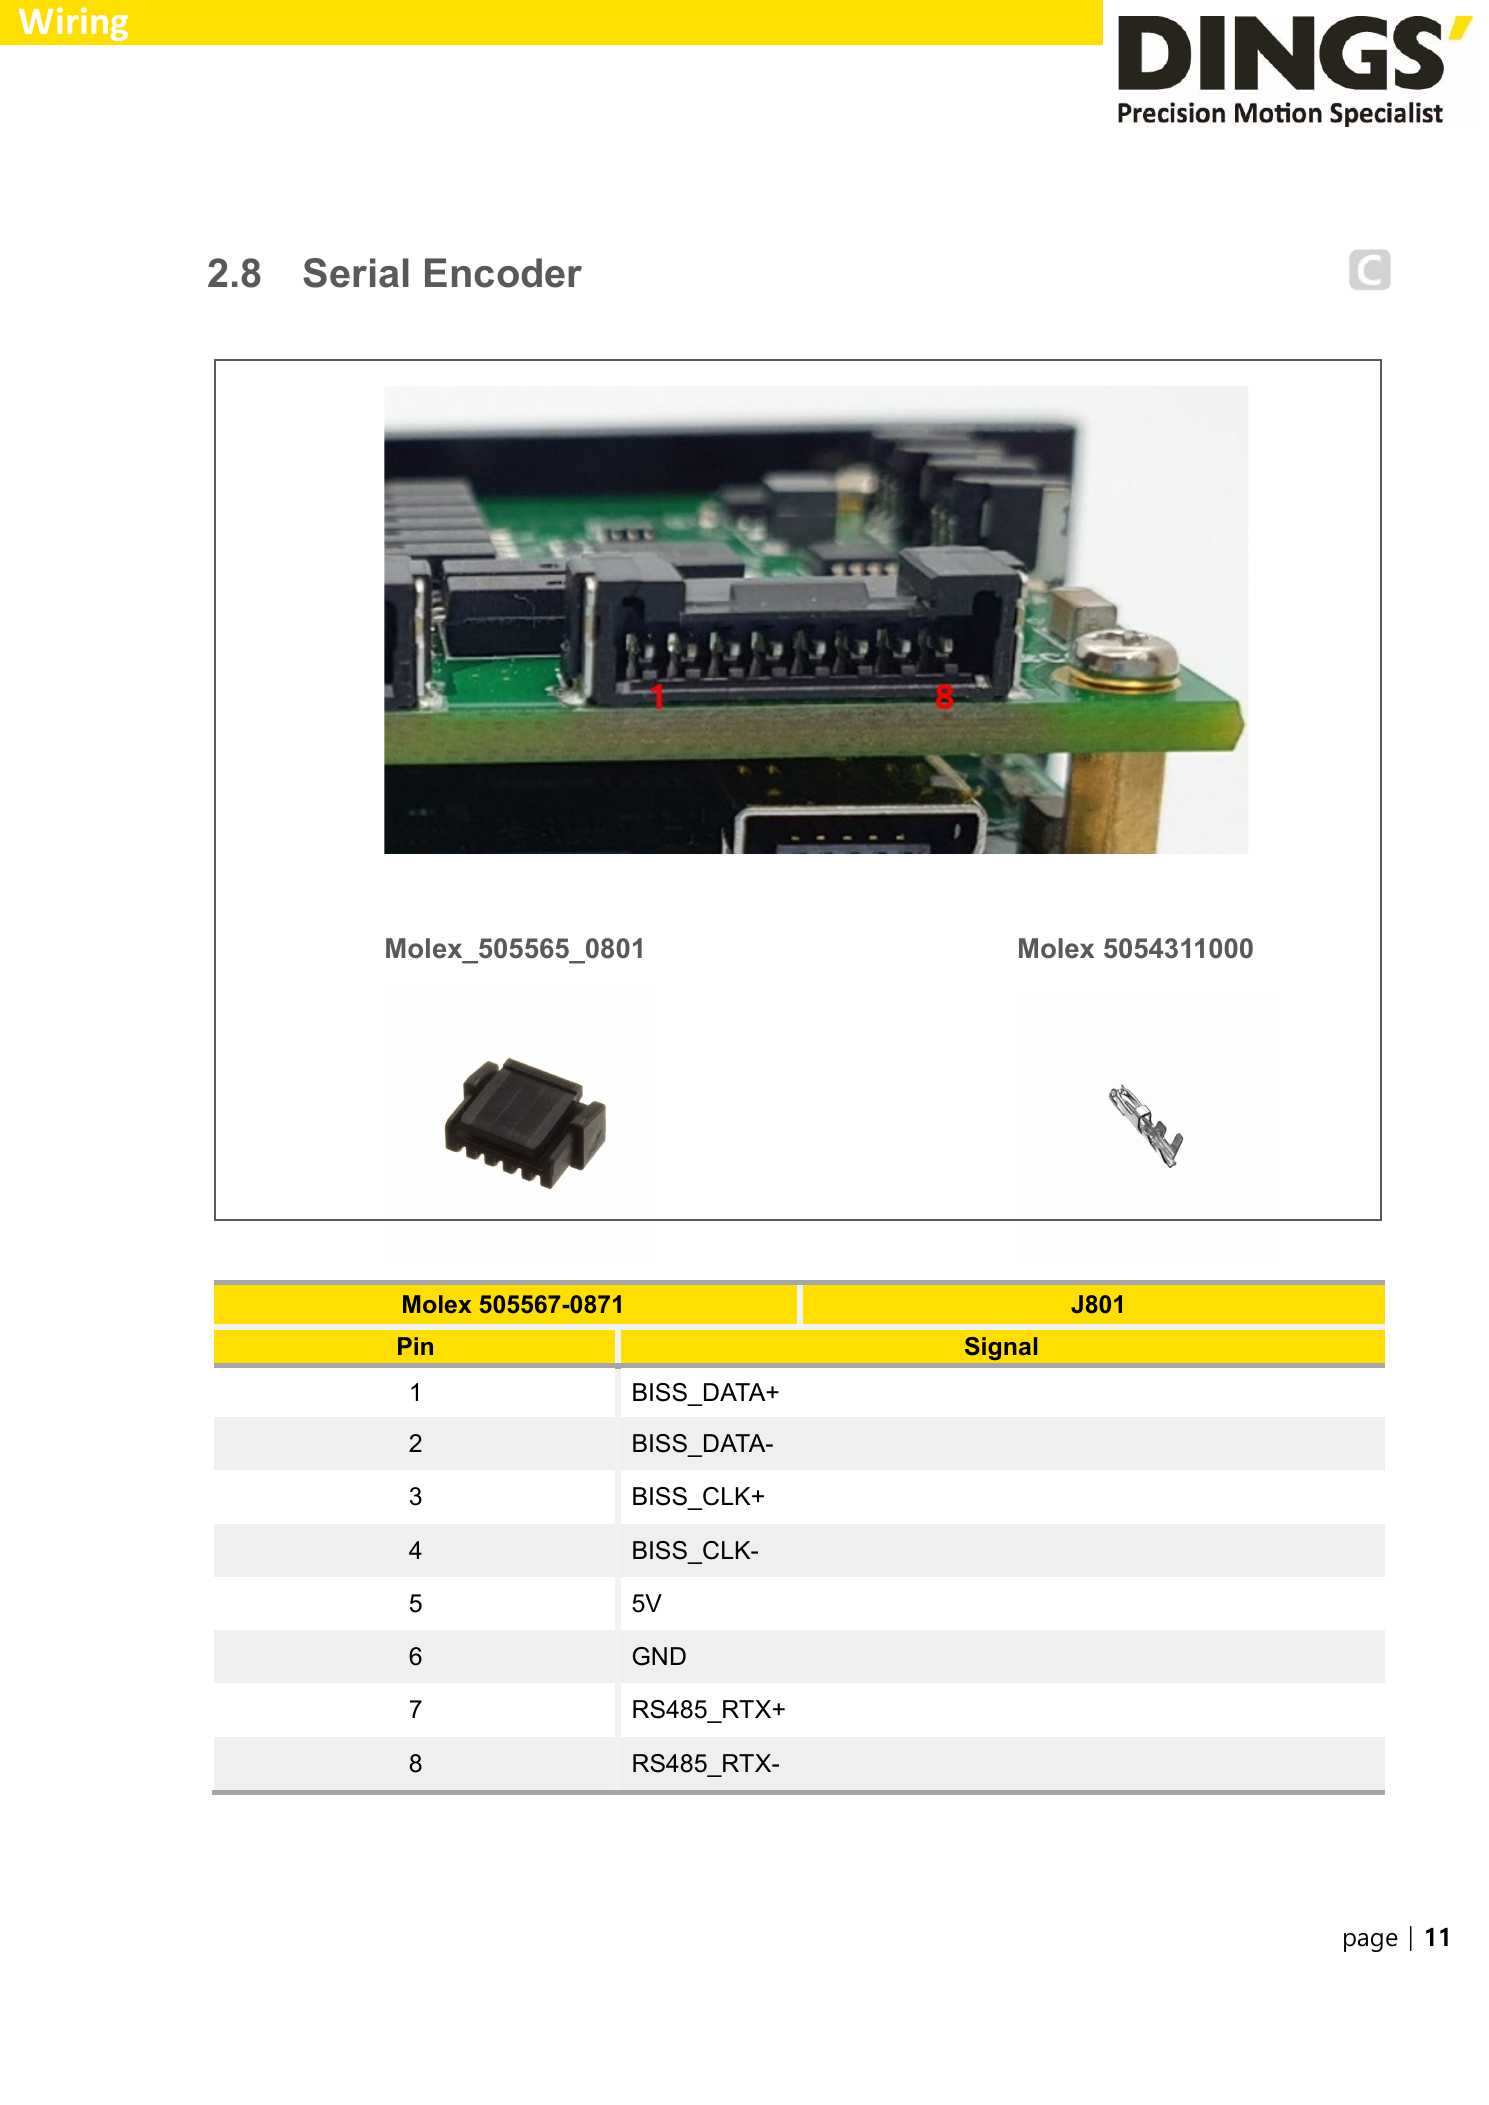 Wiring
DINGS'
Precision Motion Specialist
2.8 Serial Encoder
C
1
8
Molex_505565_0801
Molex 5054311000
Molex 505567-0871 J801
Pin Signal
1 BISS_DATA+
2 BISS_DATA-
3 BISS_CLK+
4 BISS_CLK-
5 5V
6 GND
7 RS485_RTX+
8 RS485_RTX-
page | 11